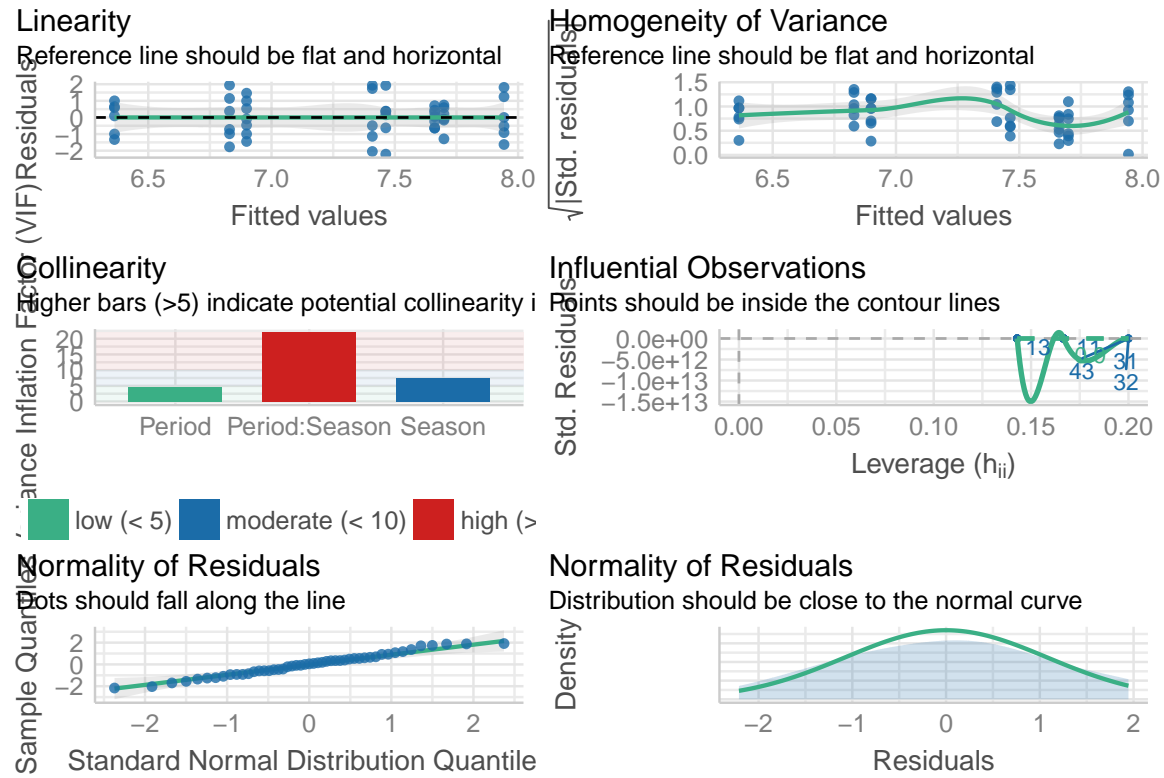 Linearity
Reference line should be flat and horizontal
Residuals
2
1
0
−1
−2
6.5 7.0 7.5 8.0
Fitted values
Homogeneity of Variance
Reference line should be flat and horizontal
√|Std. residuals|
1.5
1.0
0.5
0.0
6.5 7.0 7.5 8.0
Fitted values
Collinearity
Higher bars (>5) indicate potential collinearity i
Inflation Factor (VIF)
20
15
10
5
0
Period Period:Season Season
low (< 5) moderate (< 10) high (>
Influential Observations
Points should be inside the contour lines
Std. Residuals
0.0e+00
−5.0e+12
−1.0e+13
−1.5e+13
13 11
43 31
32
0.00 0.05 0.10 0.15 0.20
Leverage (hii)
Normality of Residuals
Dots should fall along the line
Sample Quantiles
2
0
−2
−2 −1 0 1 2
Standard Normal Distribution Quantile
Normality of Residuals
Distribution should be close to the normal curve
Density
−2 −1 0 1 2
Residuals